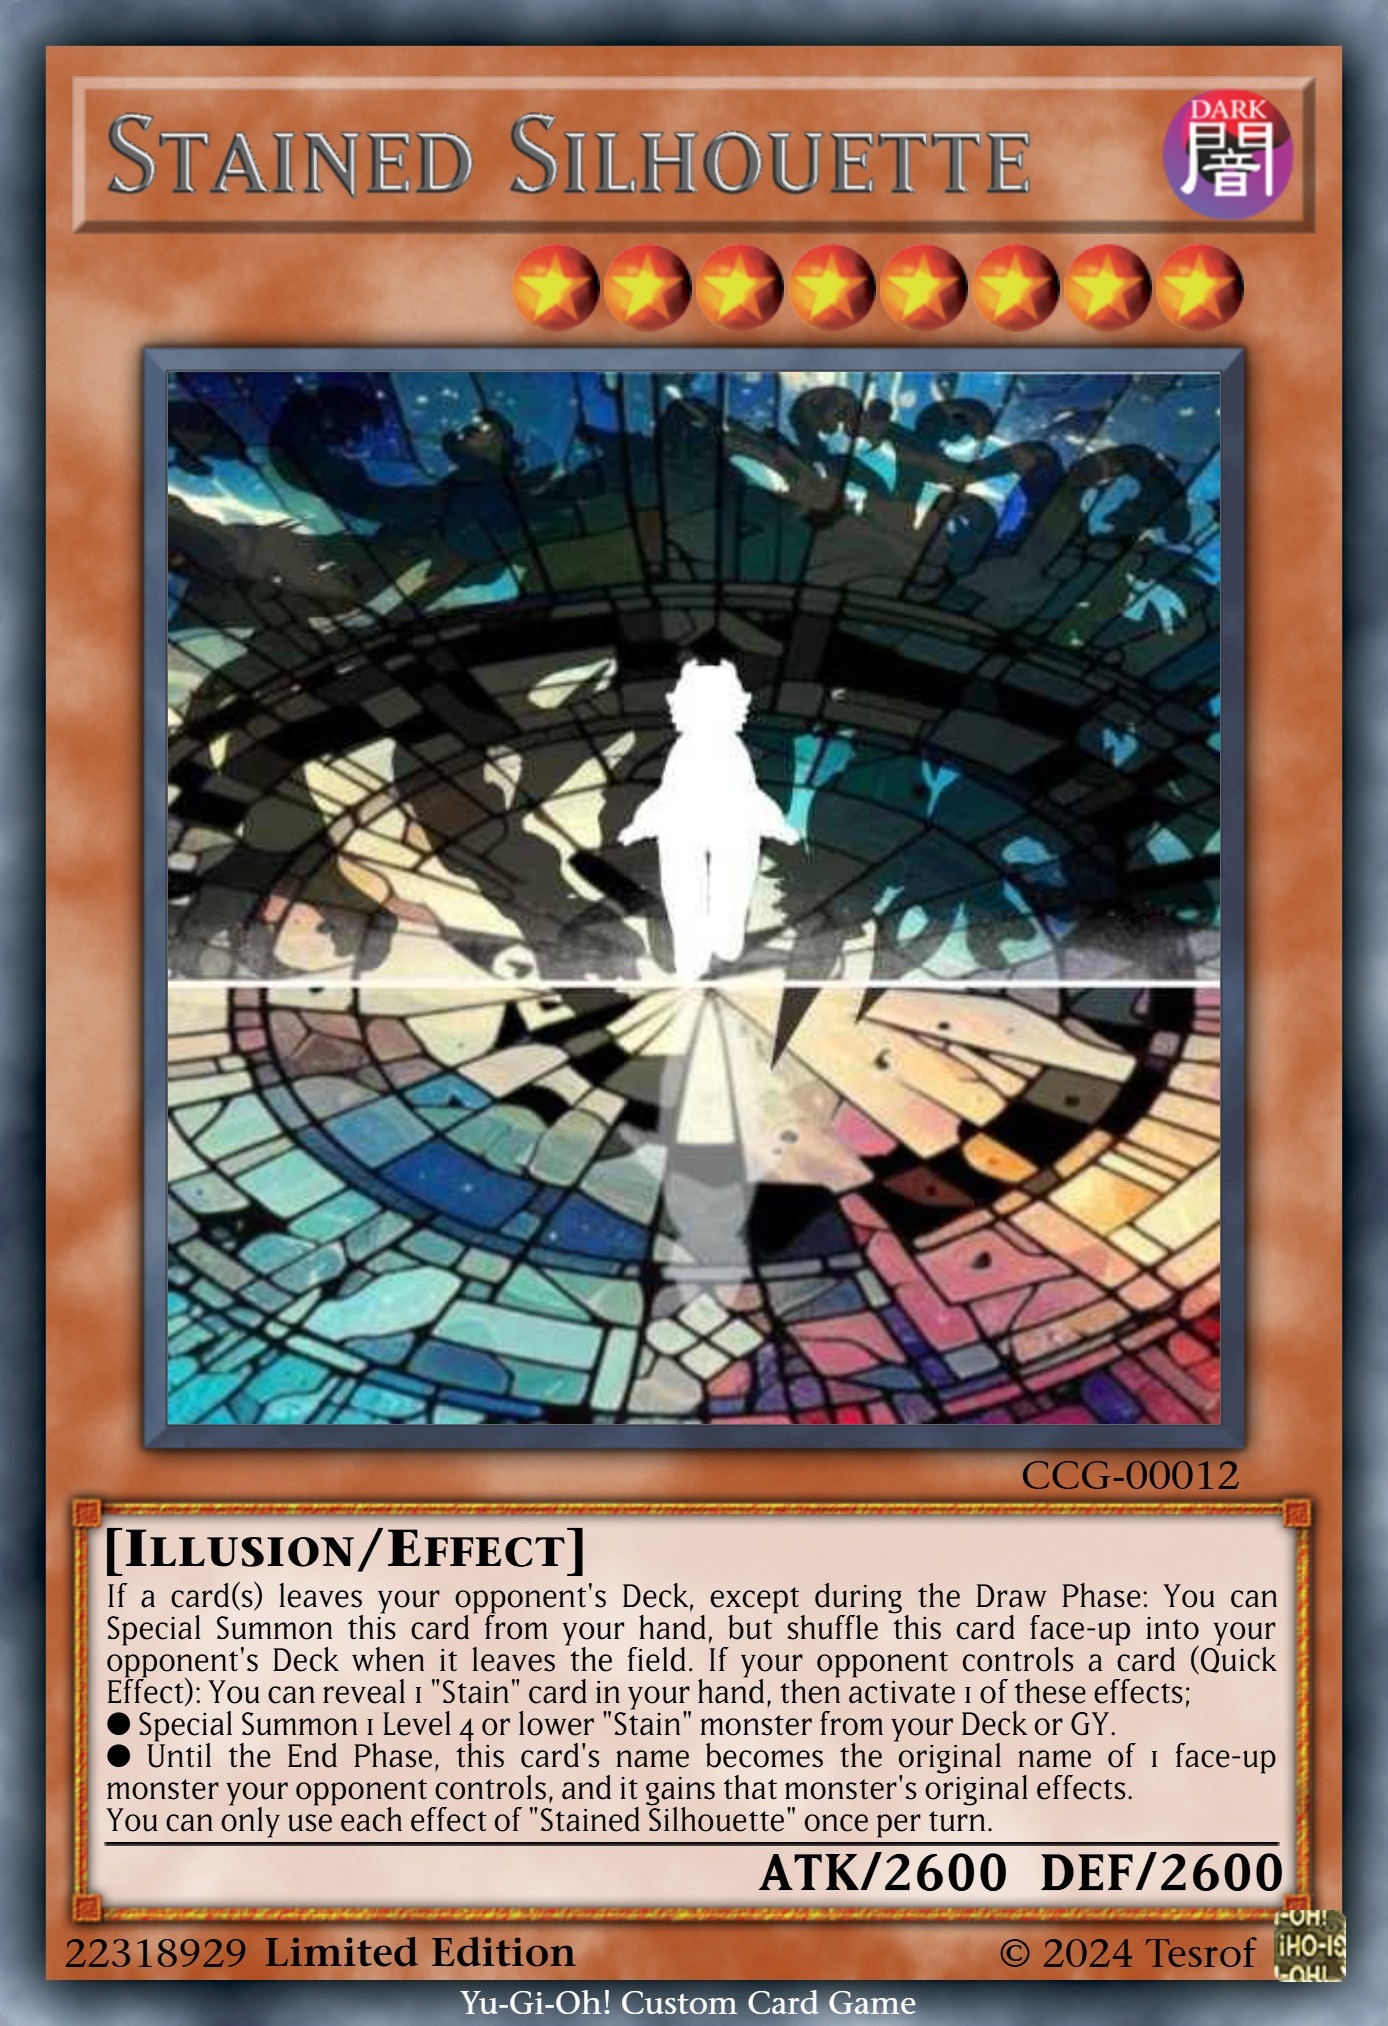 Stained Silhouette
DARK
闇
CCG-00012
[Illusion/Effect]
If a card(s) leaves your opponent's Deck, except during the Draw Phase: You can
Special Summon this card from your hand, but shuffle this card face-up into your
opponent's Deck when it leaves the field. If your opponent controls a card (Quick
Effect): You can reveal 1 "Stain" card in your hand, then activate 1 of these effects;
● Special Summon 1 Level 4 or lower "Stain" monster from your Deck or GY.
● Until the End Phase, this card's name becomes the original name of 1 face-up
monster your opponent controls, and it gains that monster's original effects.
You can only use each effect of "Stained Silhouette" once per turn.
ATK/2600 DEF/2600
22318929 Limited Edition
© 2024 Tesrof
Yu-Gi-Oh! Custom Card Game